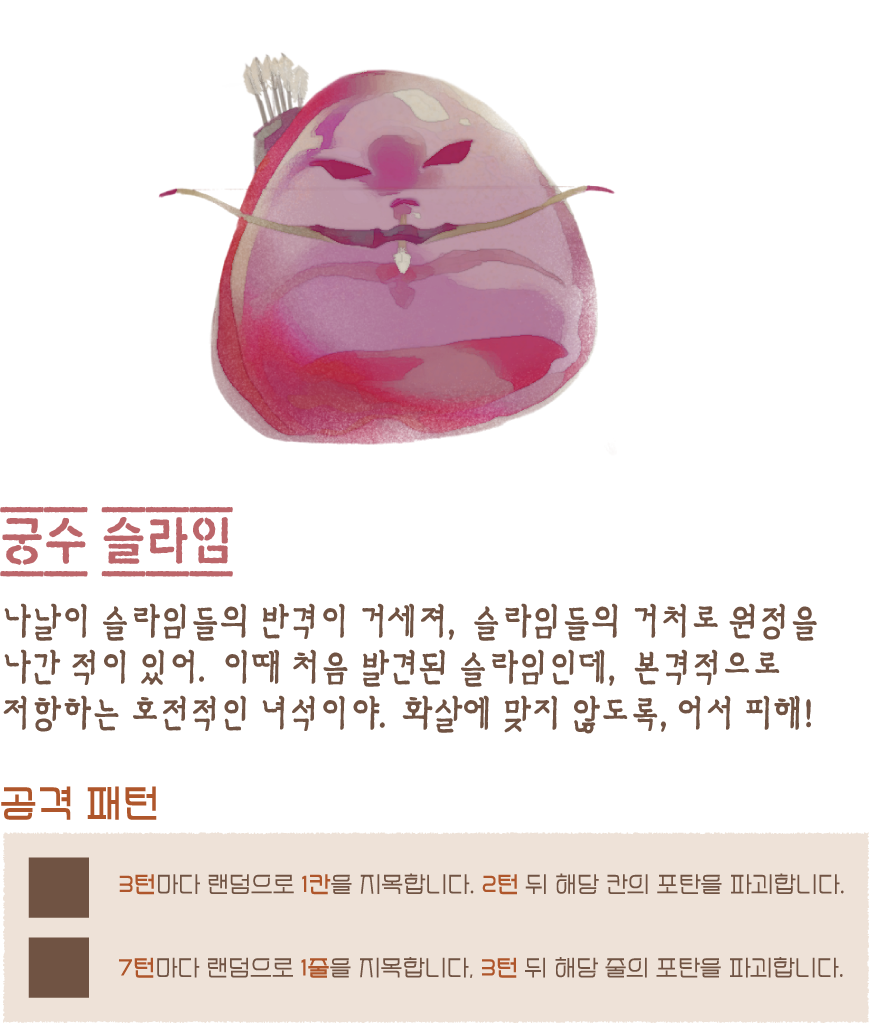 궁수 슬라임
나날이 슬라임들의 반격이 거세져, 슬라임들의 거처로 원정을
나간 적이 있어. 이때 처음 발견된 슬라임인데, 본격적으로
저항하는 호전적인 녀석이야. 화살에 맞지 않도록, 어서 피해!
공격 패턴
3턴마다 랜덤으로 1칸을 지목합니다. 2턴 뒤 해당 칸의 포탄을 파괴합니다.
7턴마다 랜덤으로 1줄을 지목합니다. 3턴 뒤 해당 줄의 포탄을 파괴합니다.